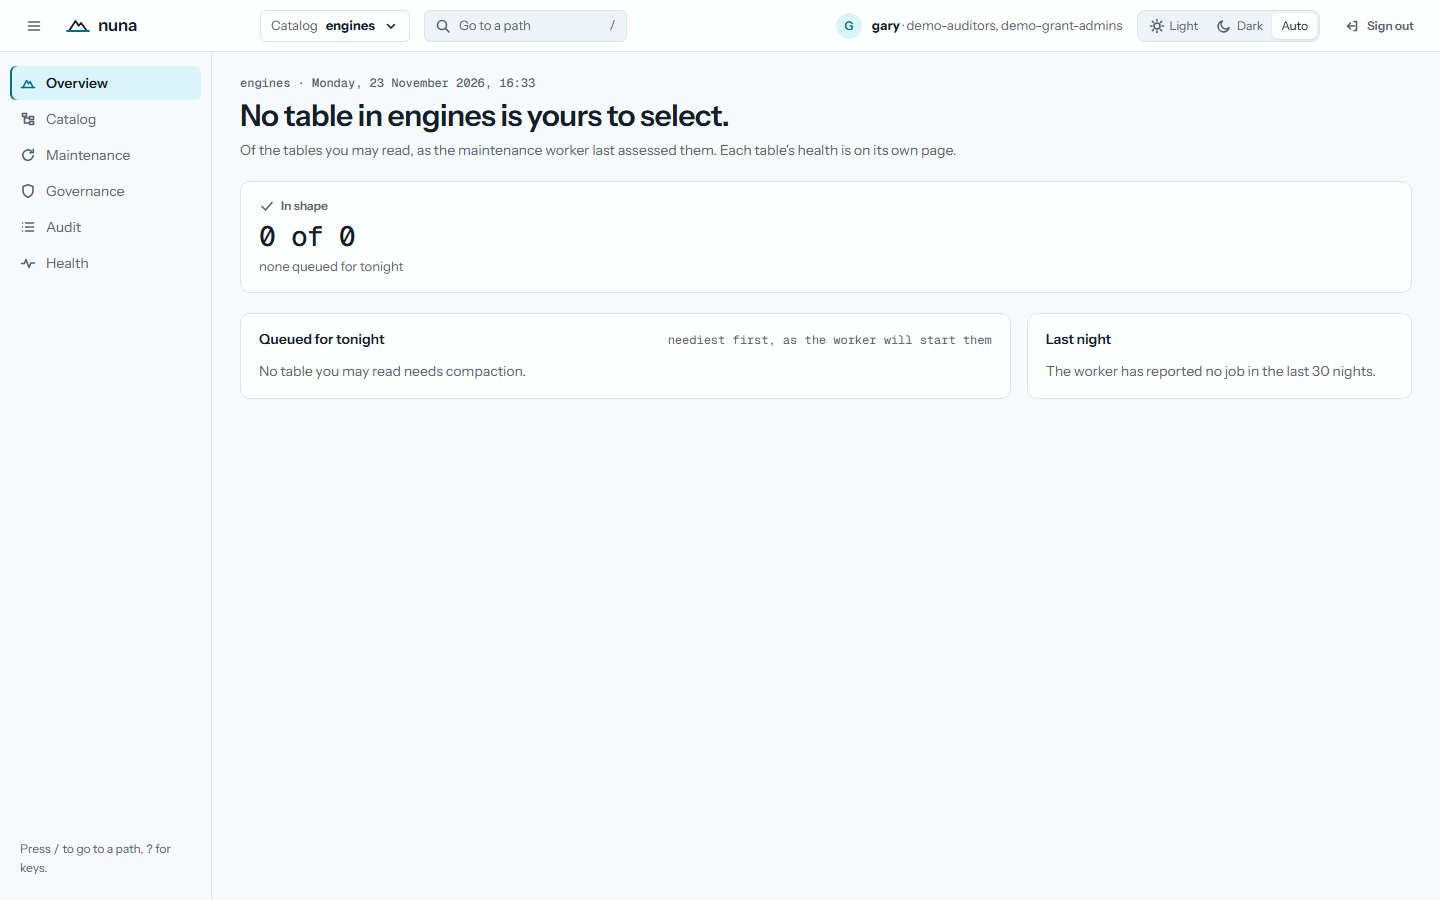 nuna
Catalog engines
Go to a path /
G gary · demo-auditors, demo-grant-admins
Light Dark Auto
Sign out
Overview
Catalog
Maintenance
Governance
Audit
Health
Press / to go to a path, ? for
keys.
engines · Monday, 23 November 2026, 16:33
No table in engines is yours to select.
Of the tables you may read, as the maintenance worker last assessed them. Each table's health is on its own page.
In shape
0 of 0
none queued for tonight
Queued for tonight neediest first, as the worker will start them
No table you may read needs compaction.
Last night
The worker has reported no job in the last 30 nights.